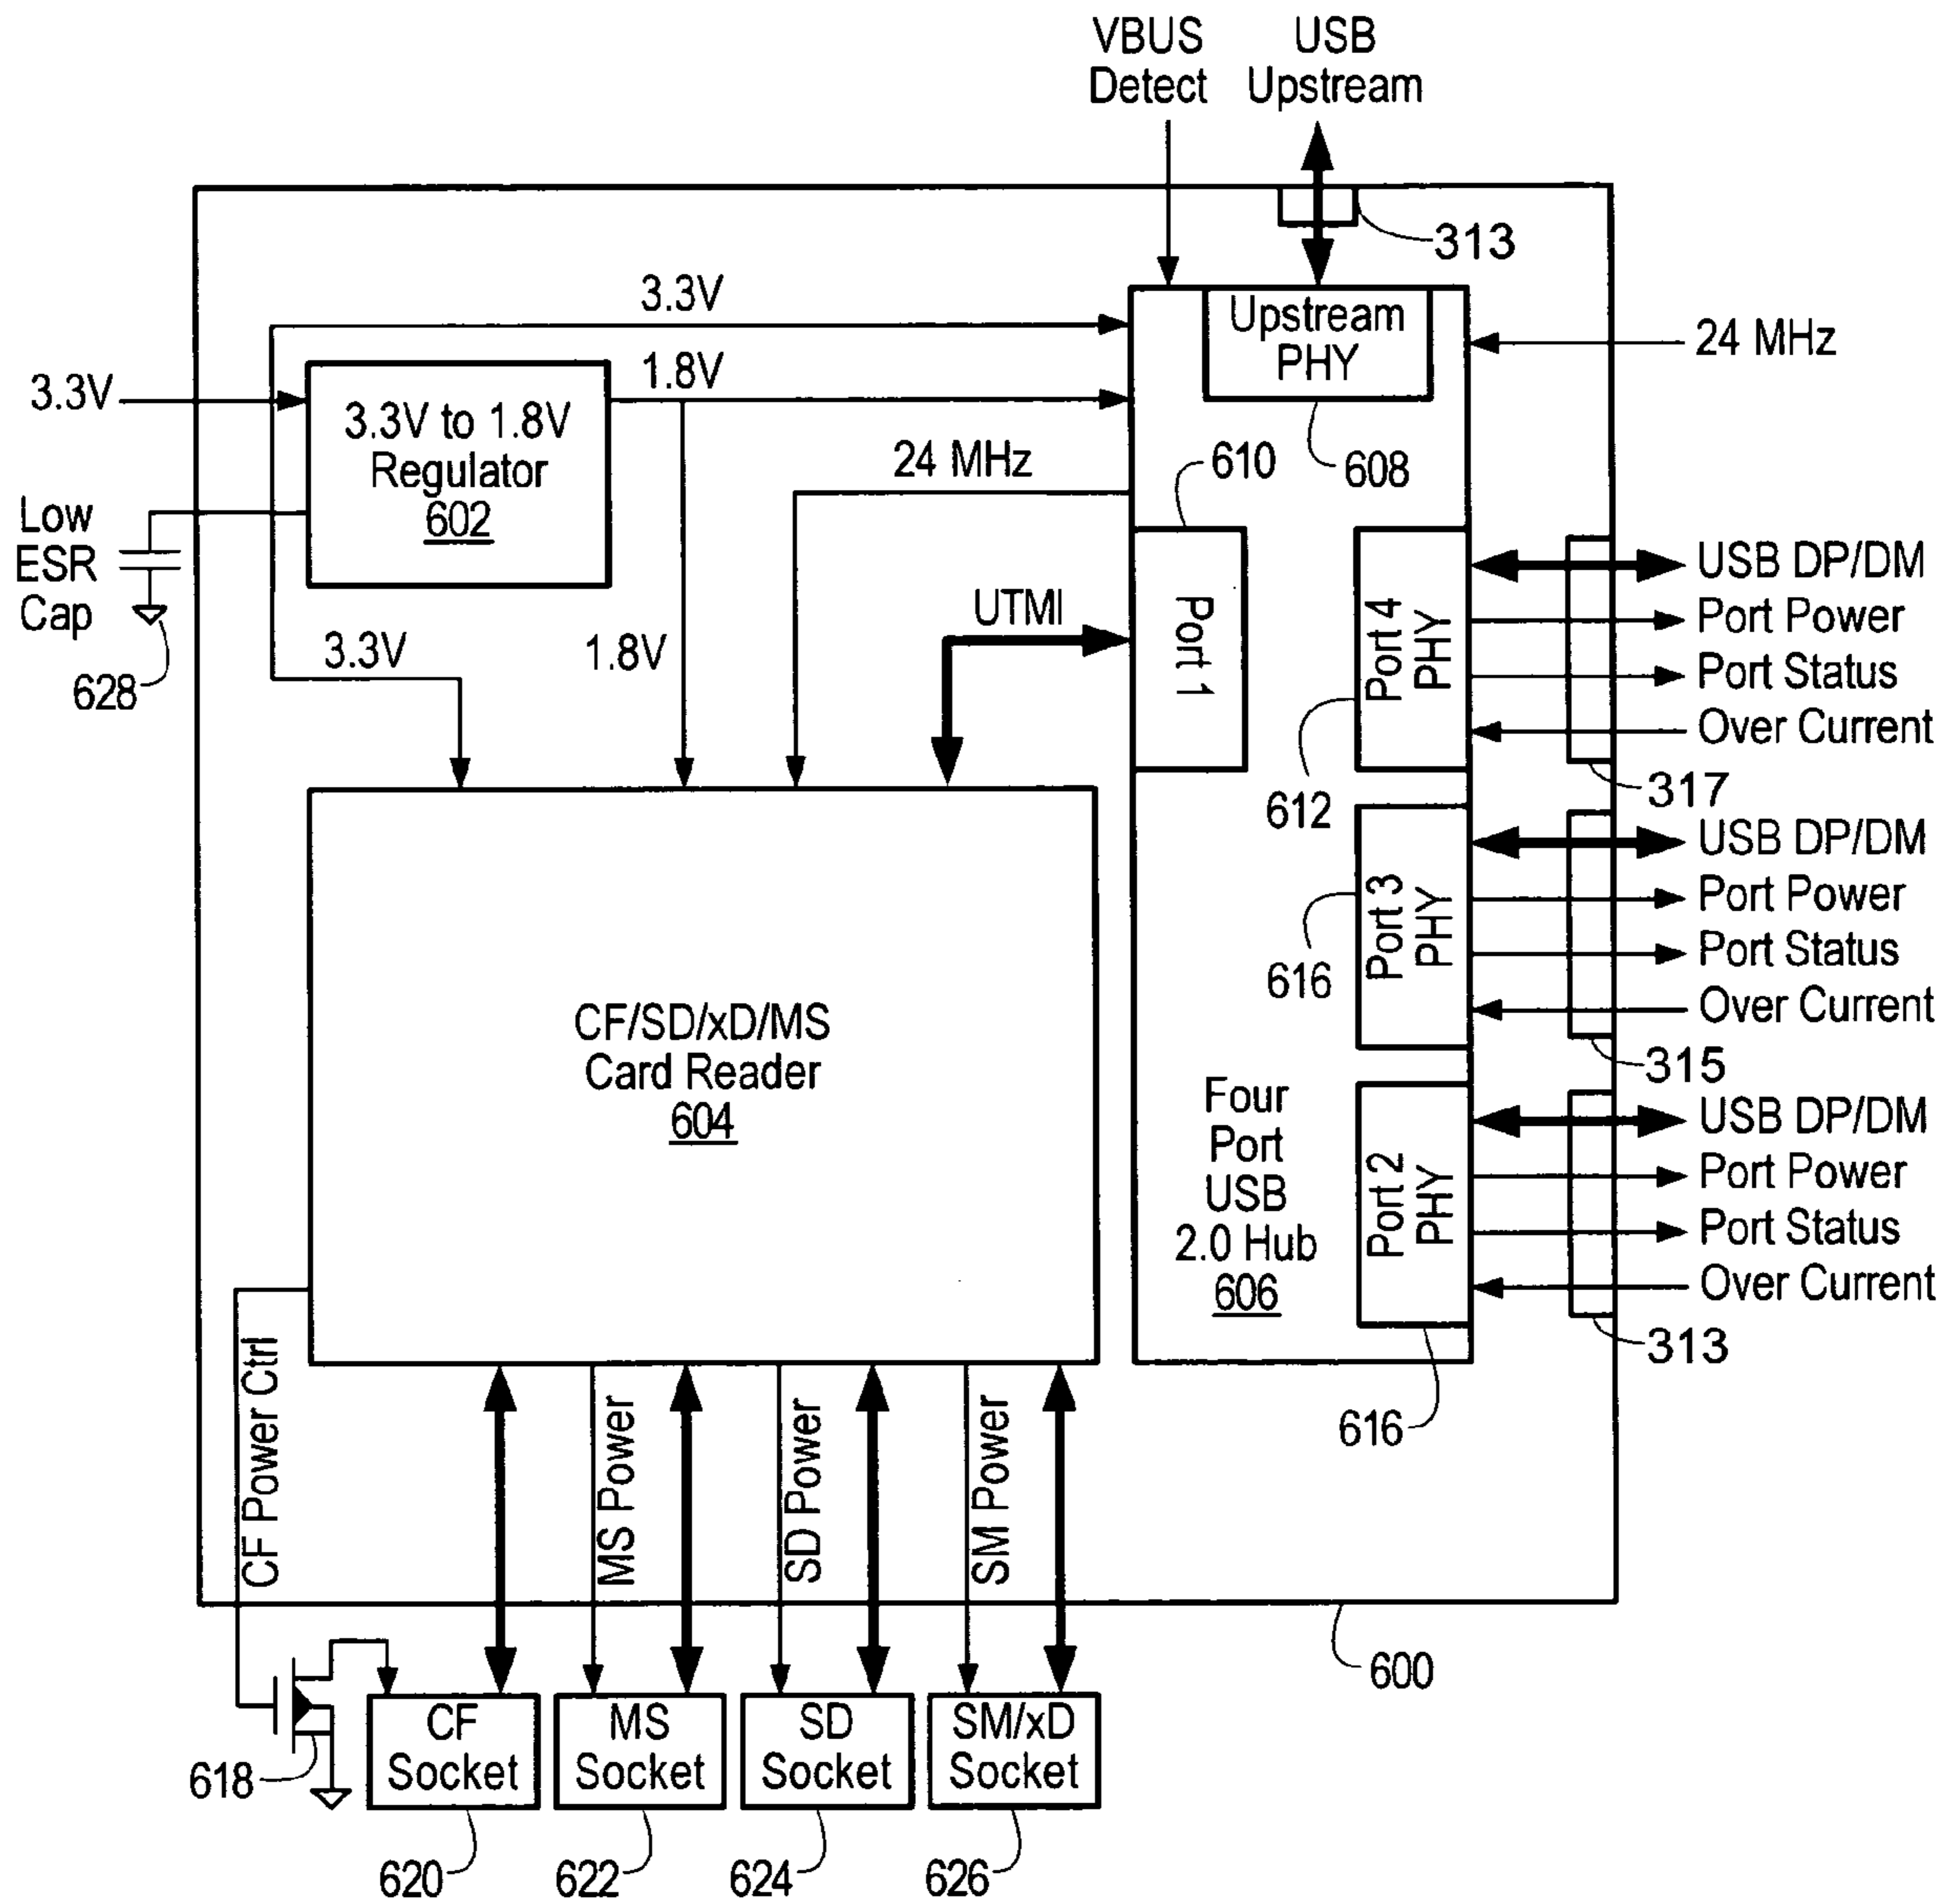 VBUS
Detect
USB
Upstream
313
3.3V
Upstream
PHY
24 MHz
1.8V
3.3V
3.3V to 1.8V
Regulator
602
24 MHz
610
608
Low
ESR
Cap
628
3.3V
1.8V
UTMI
Port 1
Port 4
PHY
612
USB DP/DM
Port Power
Port Status
Over Current
317
Port 3
PHY
616
USB DP/DM
Port Power
Port Status
Over Current
315
CF/SD/xD/MS
Card Reader
604
Four
Port
USB
2.0 Hub
606
Port 2
PHY
616
USB DP/DM
Port Power
Port Status
Over Current
313
CF Power Ctrl
MS Power
SD Power
SM Power
600
618
CF
Socket
620
MS
Socket
622
SD
Socket
624
SM/xD
Socket
626